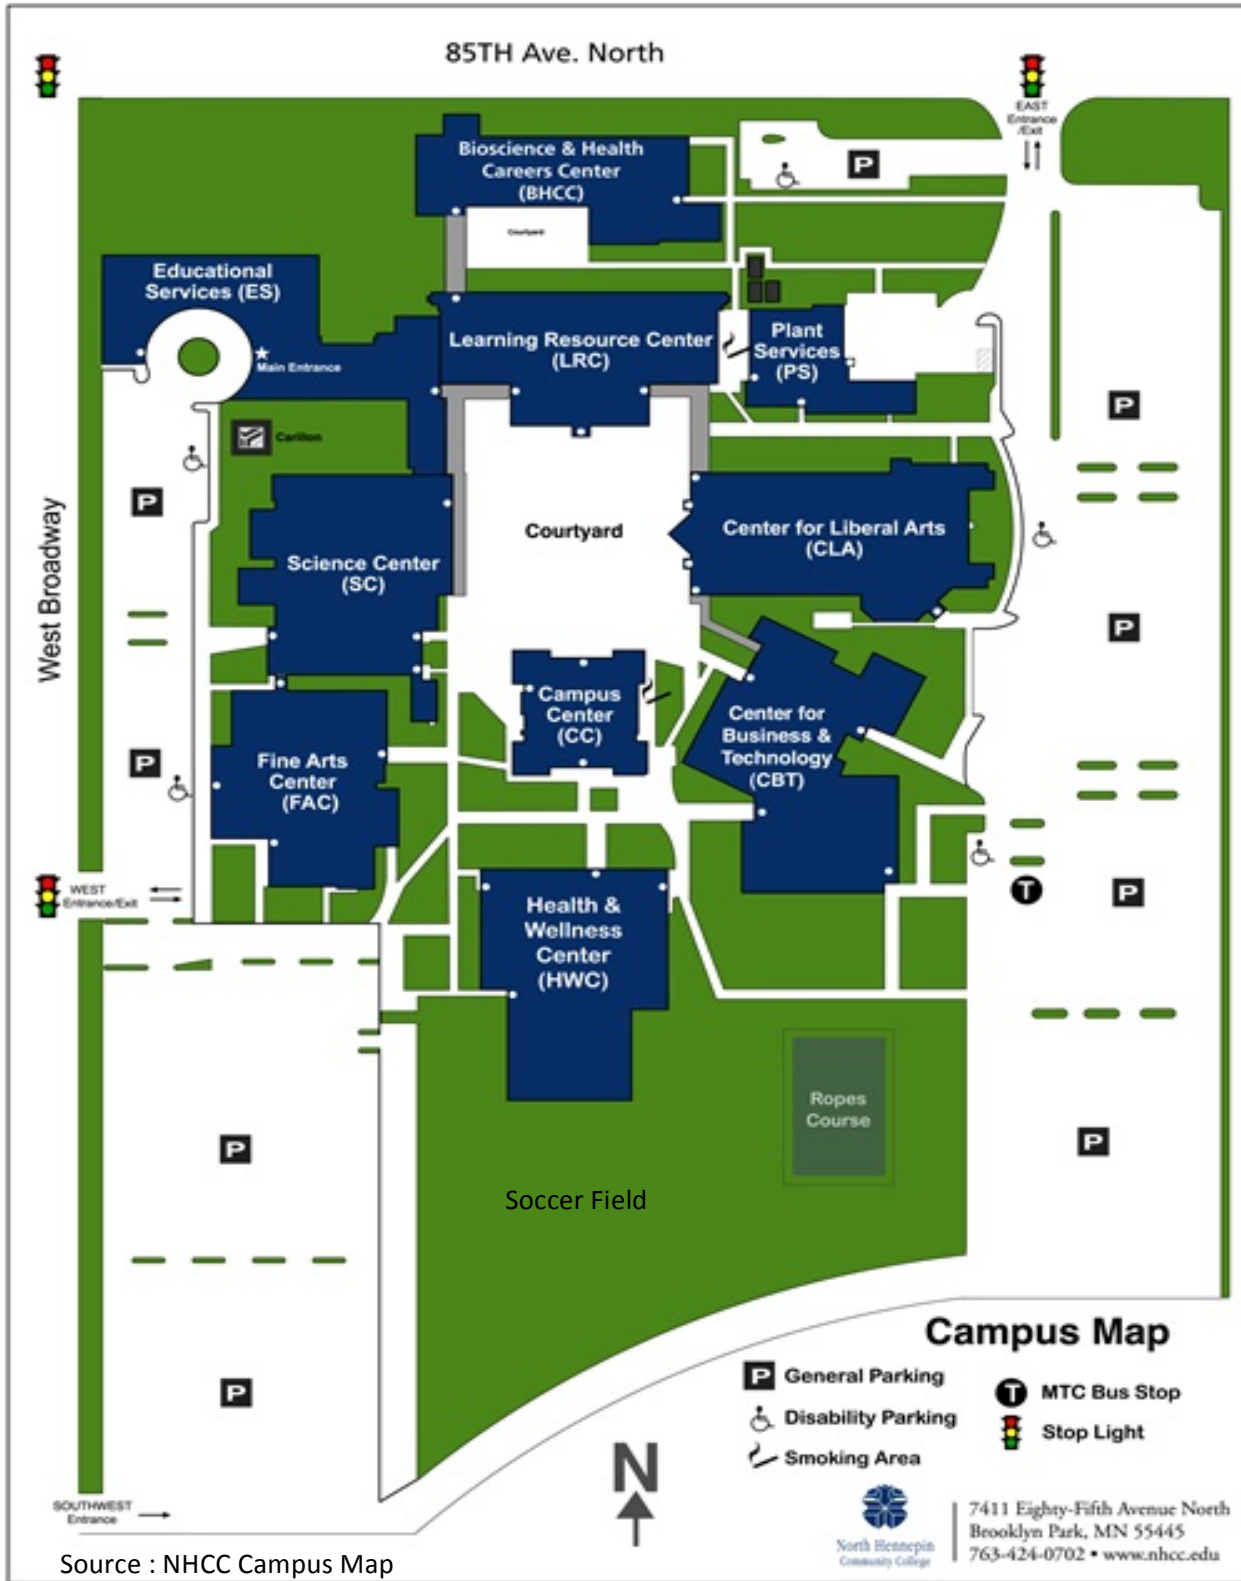 85TH Ave. North
EAST
Entrance
/Exit
Bioscience & Health
Careers Center
(BHCC)
P
Courtyard
Educational
Services (ES)
Main Entrance
Learning Resource Center
(LRC)
Plant
Services
(PS)
P
Carillon
P
West Broadway
Courtyard
Center for Liberal Arts
(CLA)
Science Center
(SC)
P
Campus
Center
(CC)
Center for
Business &
Technology
(CBT)
Fine Arts
Center
(FAC)
P
WEST
Entrance/Exit
T
P
Health &
Wellness
Center
(HWC)
Ropes
Course
P
P
Soccer Field
P
Campus Map
P General Parking
Disability Parking
Smoking Area
T MTC Bus Stop
Stop Light
N
SOUTHWEST
Entrance
North Hennepin
Community College
7411 Eighty-Fifth Avenue North
Brooklyn Park, MN 55445
763-424-0702 • www.nhcc.edu
Source : NHCC Campus Map